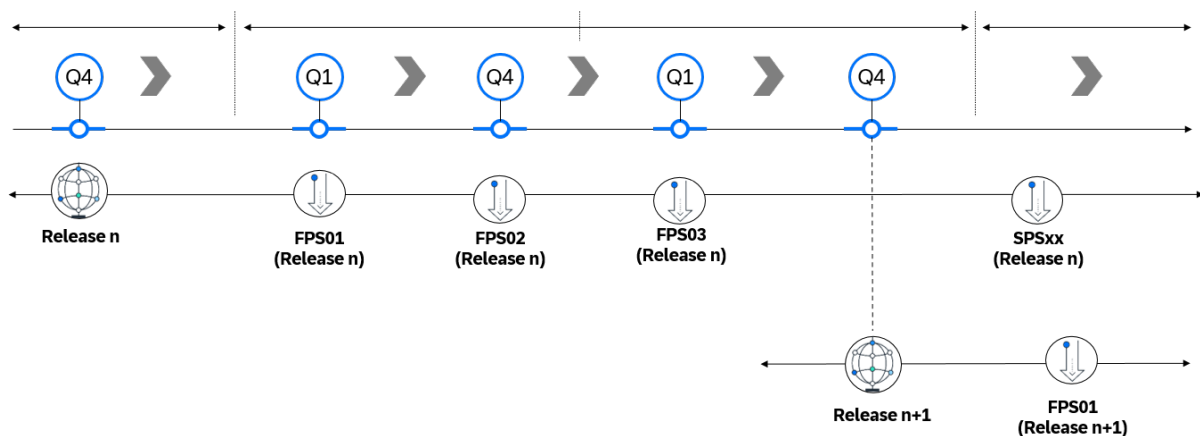 Q4
Q1
Q4
Q1
Q4
Release n
FPS01
(Release n)
FPS02
(Release n)
FPS03
(Release n)
SPSxx
(Release n)
Release n+1
FPS01
(Release n+1)